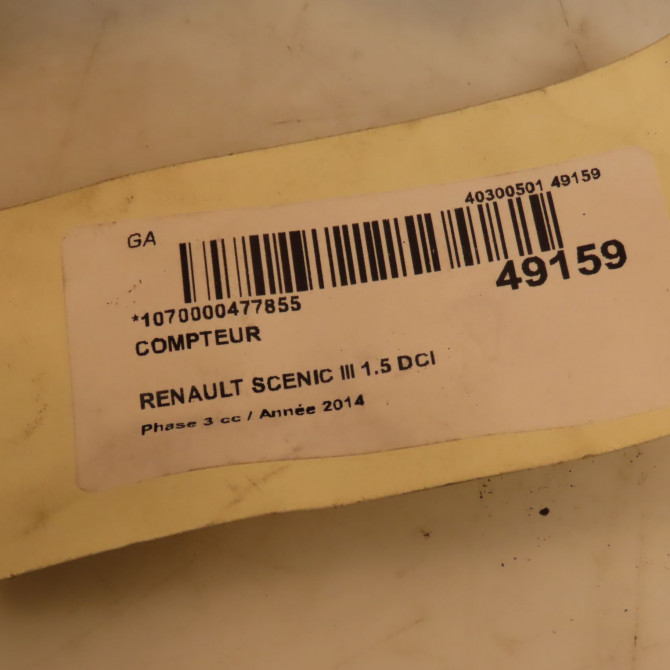 GA
40300501 49159
49159
*1070000477855
COMPTEUR
RENAULT SCENIC III 1.5 DCI
Phase 3 cc / Année 2014